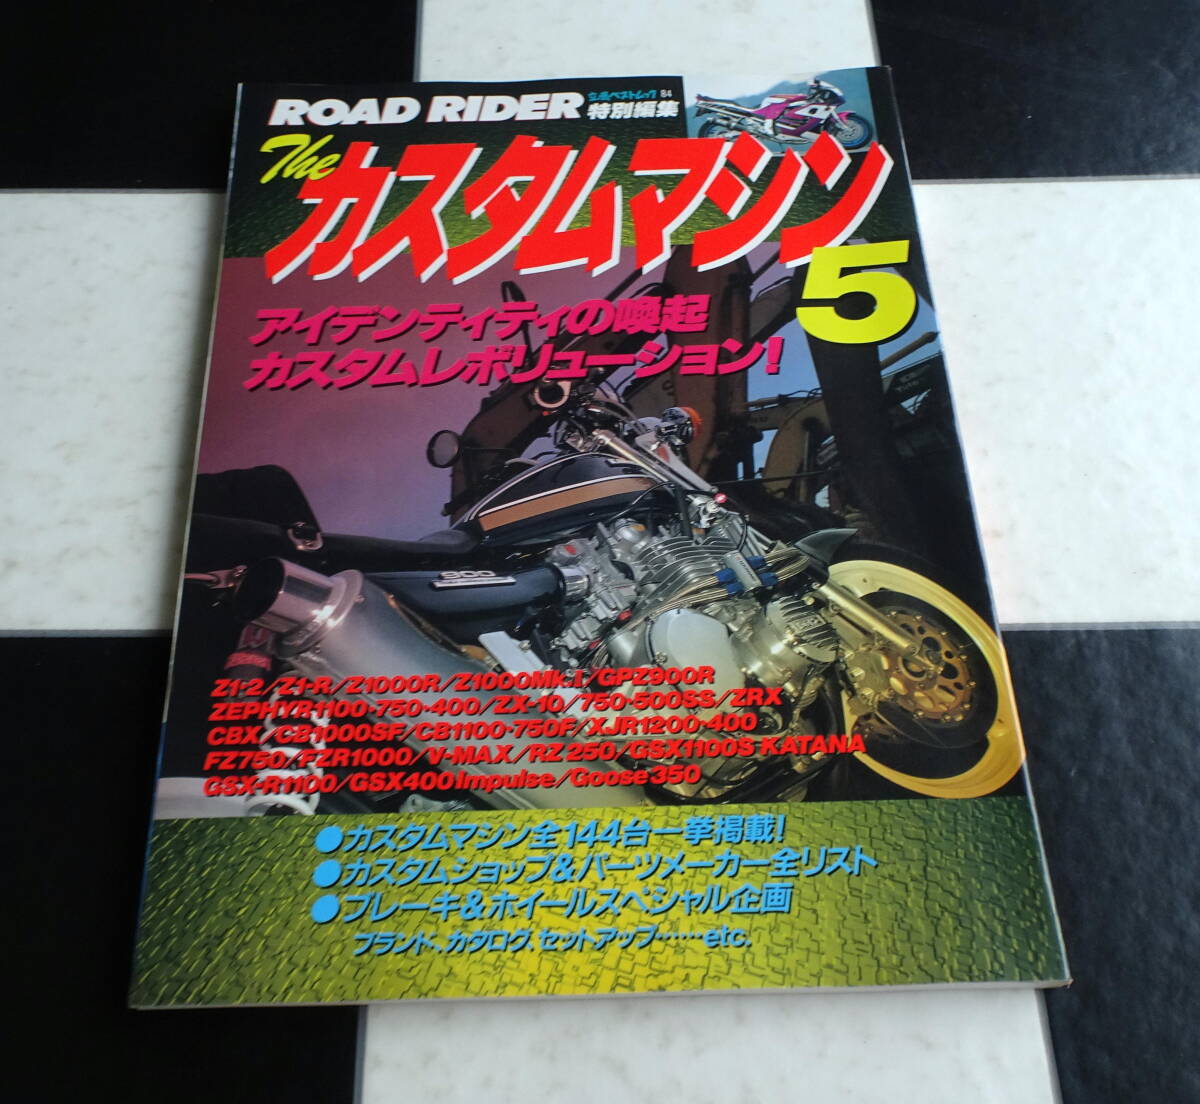 ROAD RIDER
立風ベストムック 84
特別編集
The カスタムマシン 5
アイデンティティの喚起
カスタムレボリューション!
900
Z1・2/Z1-R/Z1000R/Z1000Mk.I/GPZ900R
ZEPHYR1100・750・400/ZX-10/750・500SS/ZRX
CBX/CB1000SF/CB1100・750F/XJR1200・400
FZ750/FZR1000/V-MAX/RZ250/GSX1100S KATANA
GSX-R1100/GSX400Impulse/Goose350
●カスタムマシン全144台一挙掲載!
●カスタムショップ&パーツメーカー全リスト
●ブレーキ&ホイールスペシャル企画
ブランド、カタログ、セットアップ……etc.